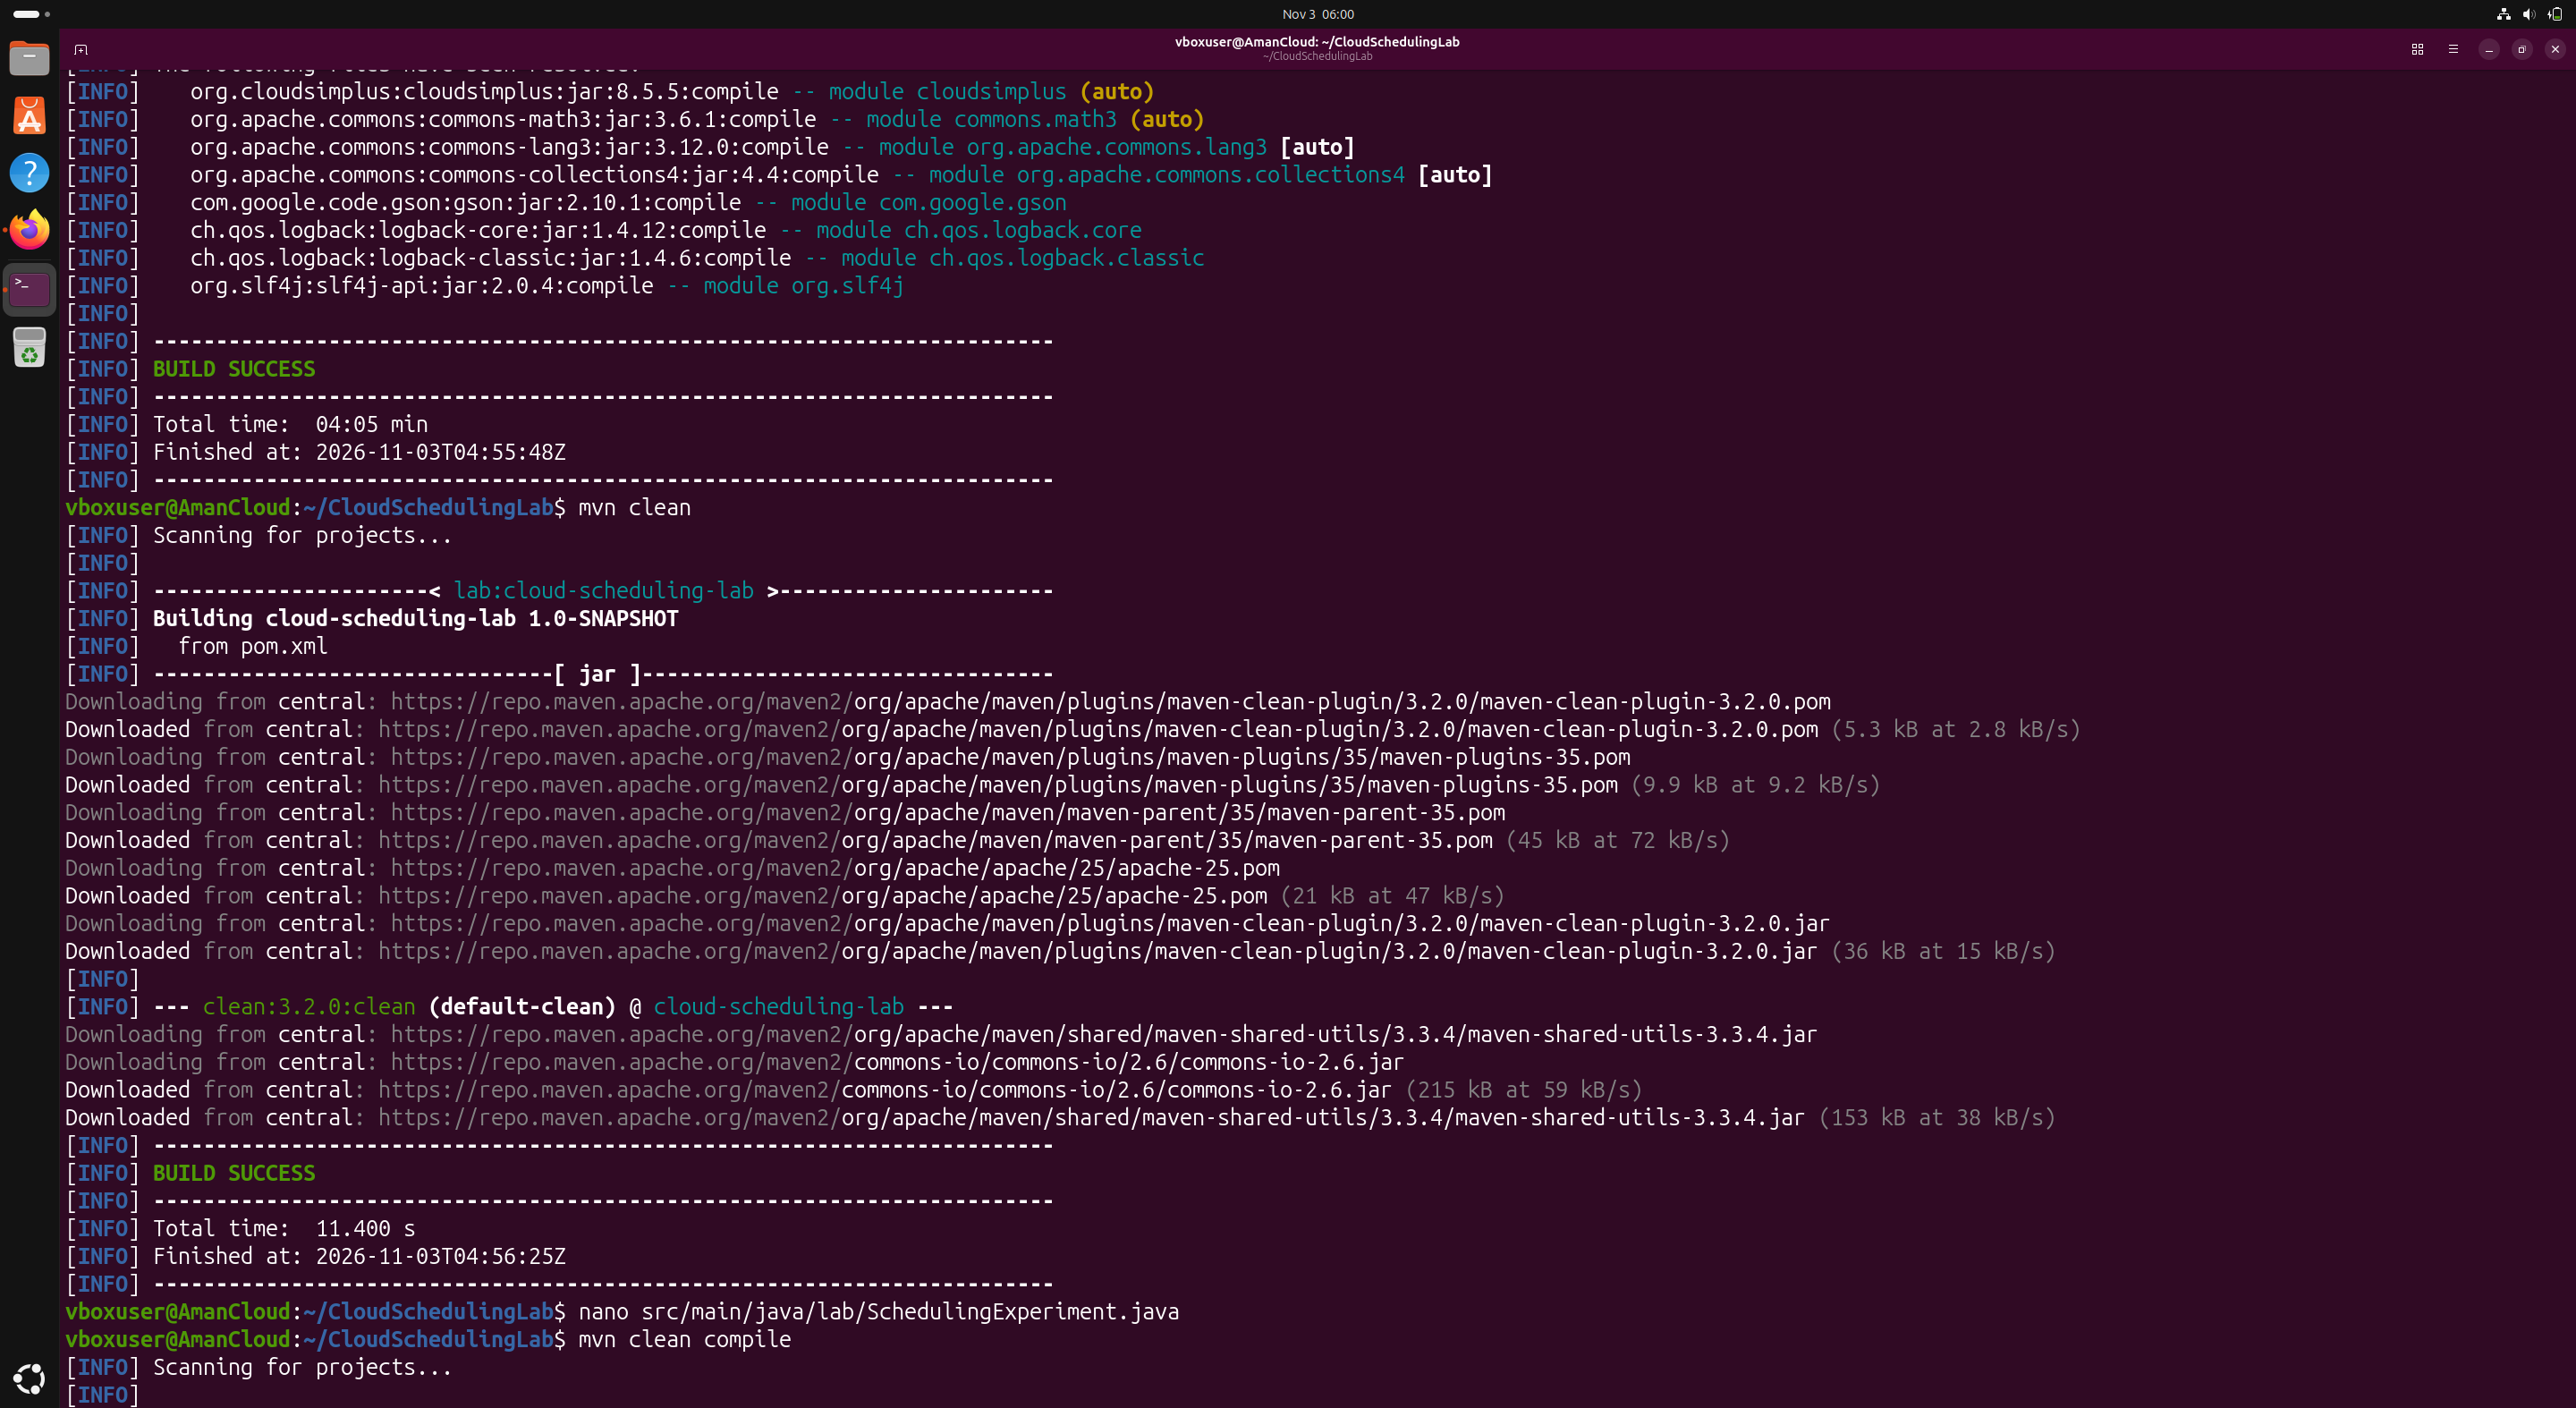 Nov 3 06:00
vboxuser@AmanCloud: ~/CloudSchedulingLab
~/CloudSchedulingLab
[INFO] The following files have been resolved:
[INFO]    org.cloudsimplus:cloudsimplus:jar:8.5.5:compile -- module cloudsimplus (auto)
[INFO]    org.apache.commons:commons-math3:jar:3.6.1:compile -- module commons.math3 (auto)
[INFO]    org.apache.commons:commons-lang3:jar:3.12.0:compile -- module org.apache.commons.lang3 [auto]
[INFO]    org.apache.commons:commons-collections4:jar:4.4:compile -- module org.apache.commons.collections4 [auto]
[INFO]    com.google.code.gson:gson:jar:2.10.1:compile -- module com.google.gson
[INFO]    ch.qos.logback:logback-core:jar:1.4.12:compile -- module ch.qos.logback.core
[INFO]    ch.qos.logback:logback-classic:jar:1.4.6:compile -- module ch.qos.logback.classic
[INFO]    org.slf4j:slf4j-api:jar:2.0.4:compile -- module org.slf4j
[INFO]
[INFO] ------------------------------------------------------------------------
[INFO] BUILD SUCCESS
[INFO] ------------------------------------------------------------------------
[INFO] Total time:  04:05 min
[INFO] Finished at: 2026-11-03T04:55:48Z
[INFO] ------------------------------------------------------------------------
vboxuser@AmanCloud:~/CloudSchedulingLab$ mvn clean
[INFO] Scanning for projects...
[INFO]
[INFO] ----------------------< lab:cloud-scheduling-lab >----------------------
[INFO] Building cloud-scheduling-lab 1.0-SNAPSHOT
[INFO]   from pom.xml
[INFO] --------------------------------[ jar ]---------------------------------
Downloading from central: https://repo.maven.apache.org/maven2/org/apache/maven/plugins/maven-clean-plugin/3.2.0/maven-clean-plugin-3.2.0.pom
Downloaded from central: https://repo.maven.apache.org/maven2/org/apache/maven/plugins/maven-clean-plugin/3.2.0/maven-clean-plugin-3.2.0.pom (5.3 kB at 2.8 kB/s)
Downloading from central: https://repo.maven.apache.org/maven2/org/apache/maven/plugins/maven-plugins/35/maven-plugins-35.pom
Downloaded from central: https://repo.maven.apache.org/maven2/org/apache/maven/plugins/maven-plugins/35/maven-plugins-35.pom (9.9 kB at 9.2 kB/s)
Downloading from central: https://repo.maven.apache.org/maven2/org/apache/maven/maven-parent/35/maven-parent-35.pom
Downloaded from central: https://repo.maven.apache.org/maven2/org/apache/maven/maven-parent/35/maven-parent-35.pom (45 kB at 72 kB/s)
Downloading from central: https://repo.maven.apache.org/maven2/org/apache/apache/25/apache-25.pom
Downloaded from central: https://repo.maven.apache.org/maven2/org/apache/apache/25/apache-25.pom (21 kB at 47 kB/s)
Downloading from central: https://repo.maven.apache.org/maven2/org/apache/maven/plugins/maven-clean-plugin/3.2.0/maven-clean-plugin-3.2.0.jar
Downloaded from central: https://repo.maven.apache.org/maven2/org/apache/maven/plugins/maven-clean-plugin/3.2.0/maven-clean-plugin-3.2.0.jar (36 kB at 15 kB/s)
[INFO]
[INFO] --- clean:3.2.0:clean (default-clean) @ cloud-scheduling-lab ---
Downloading from central: https://repo.maven.apache.org/maven2/org/apache/maven/shared/maven-shared-utils/3.3.4/maven-shared-utils-3.3.4.jar
Downloading from central: https://repo.maven.apache.org/maven2/commons-io/commons-io/2.6/commons-io-2.6.jar
Downloaded from central: https://repo.maven.apache.org/maven2/commons-io/commons-io/2.6/commons-io-2.6.jar (215 kB at 59 kB/s)
Downloaded from central: https://repo.maven.apache.org/maven2/org/apache/maven/shared/maven-shared-utils/3.3.4/maven-shared-utils-3.3.4.jar (153 kB at 38 kB/s)
[INFO] ------------------------------------------------------------------------
[INFO] BUILD SUCCESS
[INFO] ------------------------------------------------------------------------
[INFO] Total time:  11.400 s
[INFO] Finished at: 2026-11-03T04:56:25Z
[INFO] ------------------------------------------------------------------------
vboxuser@AmanCloud:~/CloudSchedulingLab$ nano src/main/java/lab/SchedulingExperiment.java
vboxuser@AmanCloud:~/CloudSchedulingLab$ mvn clean compile
[INFO] Scanning for projects...
[INFO]